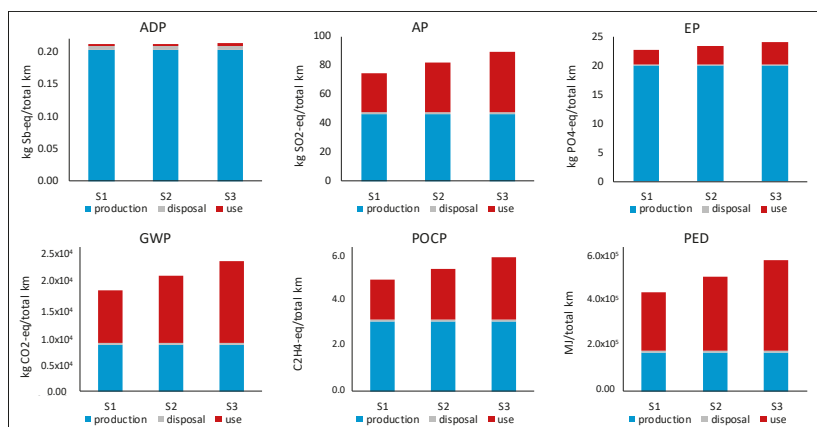 ADP
kg Sb-eq/total km
0.20
0.15
0.10
0.05
0.00
S1 S2 S3
production disposal use
AP
kg SO2-eq/total km
100
80
60
40
20
0
S1 S2 S3
production disposal use
EP
kg PO4-eq/total km
25
20
15
10
5
0
S1 S2 S3
production disposal use
GWP
kg CO2-eq/total km
2.5x10⁴
2.0x10⁴
1.5x10⁴
1.0x10⁴
0.5x10⁴
0.00
S1 S2 S3
production disposal use
POCP
C2H4-eq/total km
6.0
4.0
2.0
0.0
S1 S2 S3
production disposal use
PED
MJ/total km
6.0x10⁵
4.0x10⁵
2.0x10⁵
0.00
S1 S2 S3
production disposal use